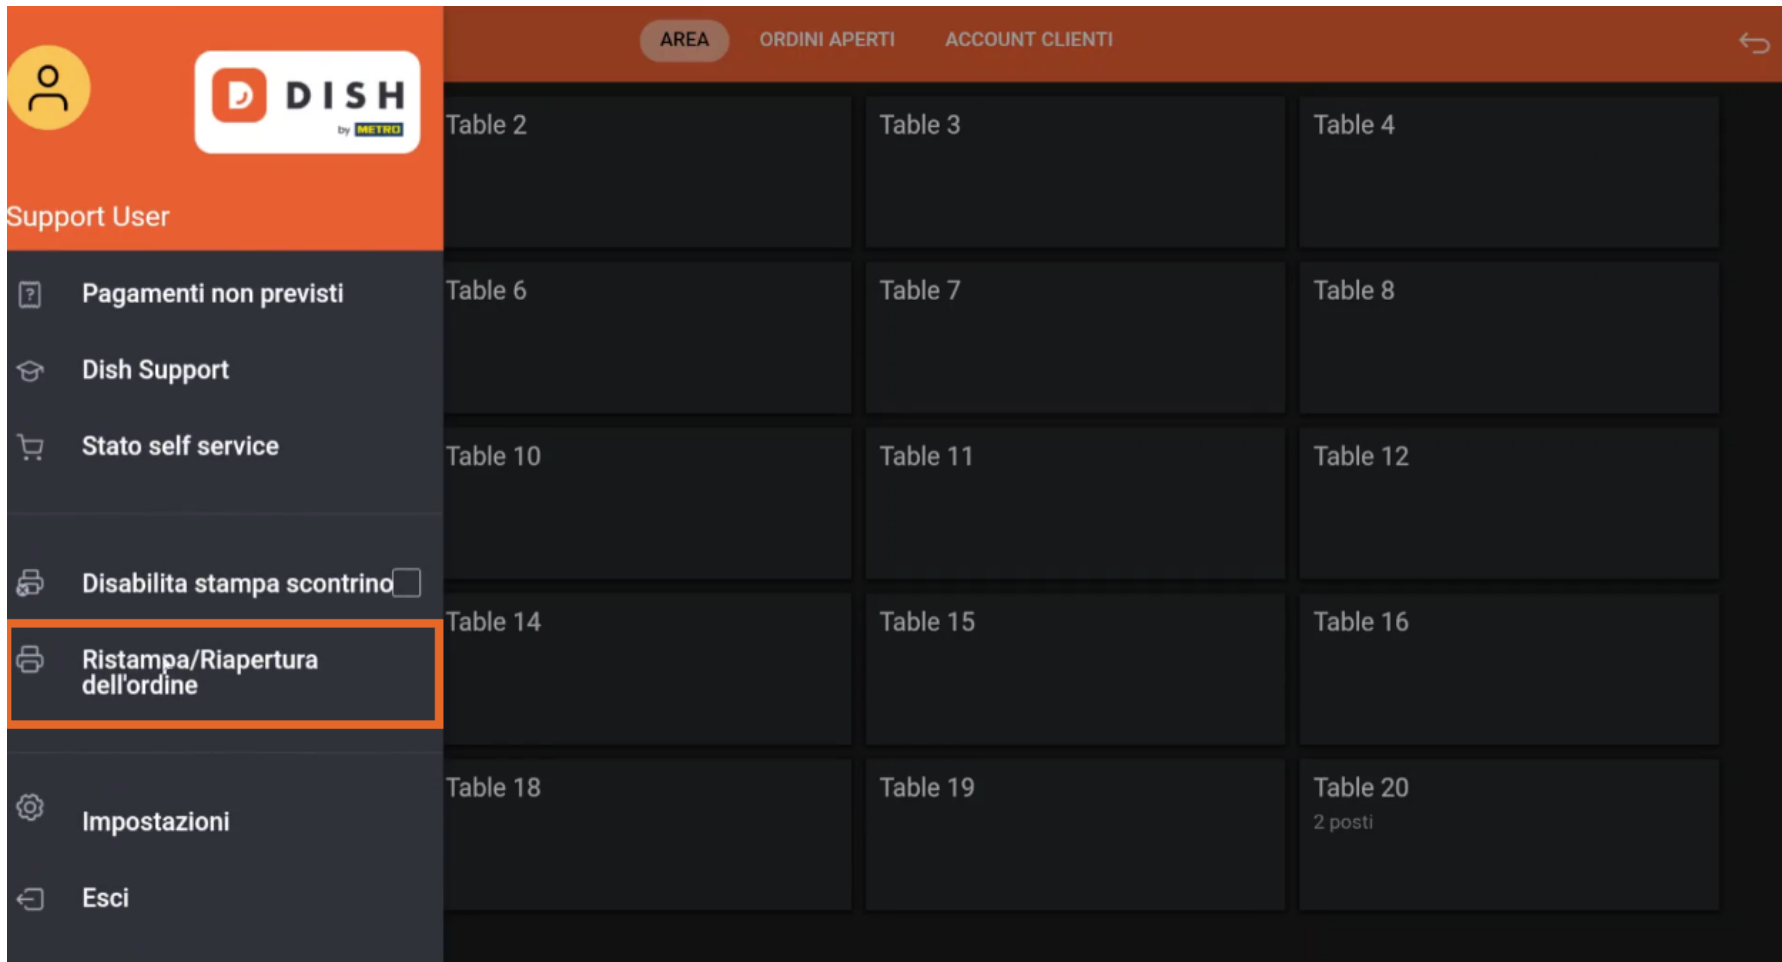 AREA
ORDINI APERTI
ACCOUNT CLIENTI
DISH
by METRO
Support User
Pagamenti non previsti
Dish Support
Stato self service
Disabilita stampa scontrino
Ristampa/Riapertura
dell'ordine
Impostazioni
Esci
Table 2
Table 3
Table 4
Table 6
Table 7
Table 8
Table 10
Table 11
Table 12
Table 14
Table 15
Table 16
Table 18
Table 19
Table 20
2 posti